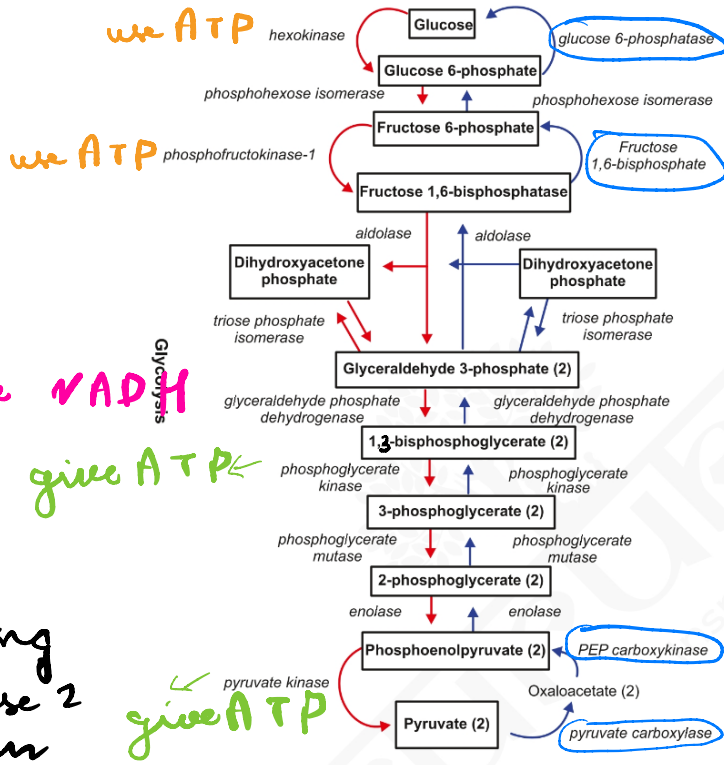 Glucose
use ATP
hexokinase
glucose 6-phosphatase
Glucose 6-phosphate
phosphohexose isomerase
phosphohexose isomerase
Fructose 6-phosphate
use ATP
phosphofructokinase-1
Fructose
1,6-bisphosphate
Fructose 1,6-bisphosphatase
aldolase
aldolase
Dihydroxyacetone
phosphate
Dihydroxyacetone
phosphate
triose phosphate
isomerase
triose phosphate
isomerase
Glycolysis
Glyceraldehyde 3-phosphate (2)
NADH
glyceraldehyde phosphate
dehydrogenase
glyceraldehyde phosphate
dehydrogenase
1,3-bisphosphoglycerate (2)
give ATP
phosphoglycerate
kinase
phosphoglycerate
kinase
3-phosphoglycerate (2)
phosphoglycerate
mutase
phosphoglycerate
mutase
2-phosphoglycerate (2)
enolase
enolase
Phosphoenolpyruvate (2)
PEP carboxykinase
pyruvate kinase
Oxaloacetate (2)
give ATP
Pyruvate (2)
pyruvate carboxylase